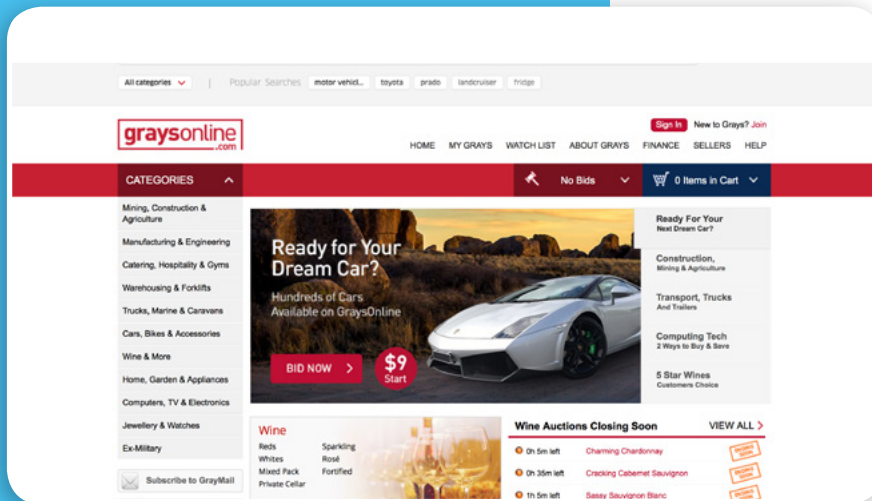 All categories
Popular Searches
motor vehicl...
toyota
prado
landcruiser
fridge
graysonline
.com
Sign In
New to Grays? Join
HOME
MY GRAYS
WATCH LIST
ABOUT GRAYS
FINANCE
SELLERS
HELP
CATEGORIES
No Bids
0 Items in Cart
Mining, Construction &
Agriculture
Manufacturing & Engineering
Catering, Hospitality & Gyms
Warehousing & Forklifts
Trucks, Marine & Caravans
Cars, Bikes & Accessories
Wine & More
Home, Garden & Appliances
Computers, TV & Electronics
Jewellery & Watches
Ex-Military
Subscribe to GrayMail
Ready for Your
Dream Car?
Hundreds of Cars
Available on GraysOnline
BID NOW
$9
Start
Ready For Your
Next Dream Car?
Construction,
Mining & Agriculture
Transport, Trucks
And Trailers
Computing Tech
2 Ways to Buy & Save
5 Star Wines
Customers Choice
Wine
Reds
Sparkling
Whites
Rosé
Mixed Pack
Fortified
Private Cellar
Wine Auctions Closing Soon
VIEW ALL
0h 5m left
Charming Chardonnay
0h 35m left
Cracking Cabernet Sauvignon
1h 5m left
Sassy Sauvignon Blanc